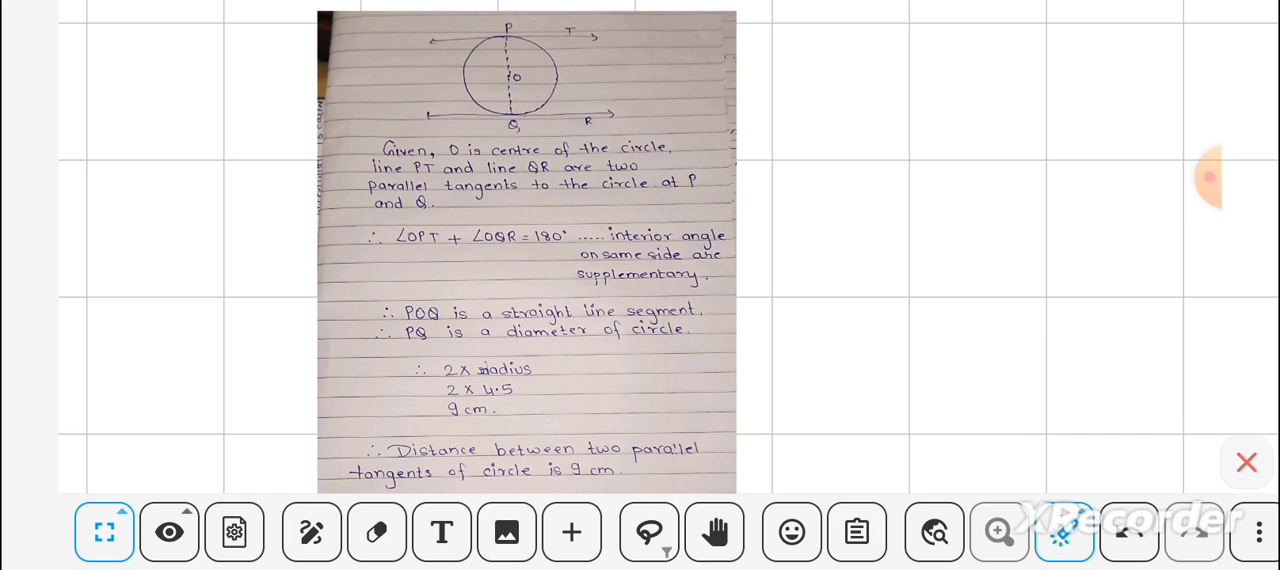 P
T
O
Q
R
Given, O is centre of the circle,
line PT and line QR are two
parallel tangents to the circle at P
and Q.
∴ ∠OPT + ∠OQR = 180° ..... interior angle
on same side are
supplementary.
∴ POQ is a straight line segment.
∴ PQ is a diameter of circle.
∴ 2 × radius
2 × 4.5
9 cm.
∴ Distance between two parallel
tangents of circle is 9 cm.
T
XRecorder